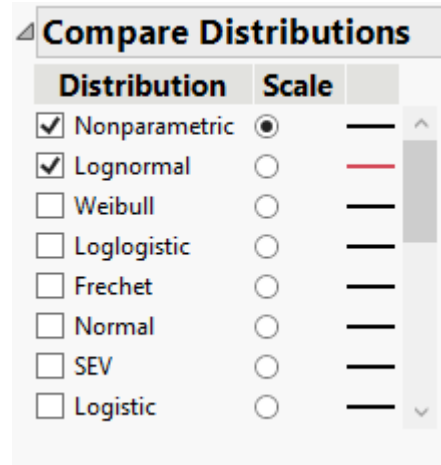 Compare Distributions
Distribution Scale
Nonparametric
Lognormal
Weibull
Loglogistic
Frechet
Normal
SEV
Logistic